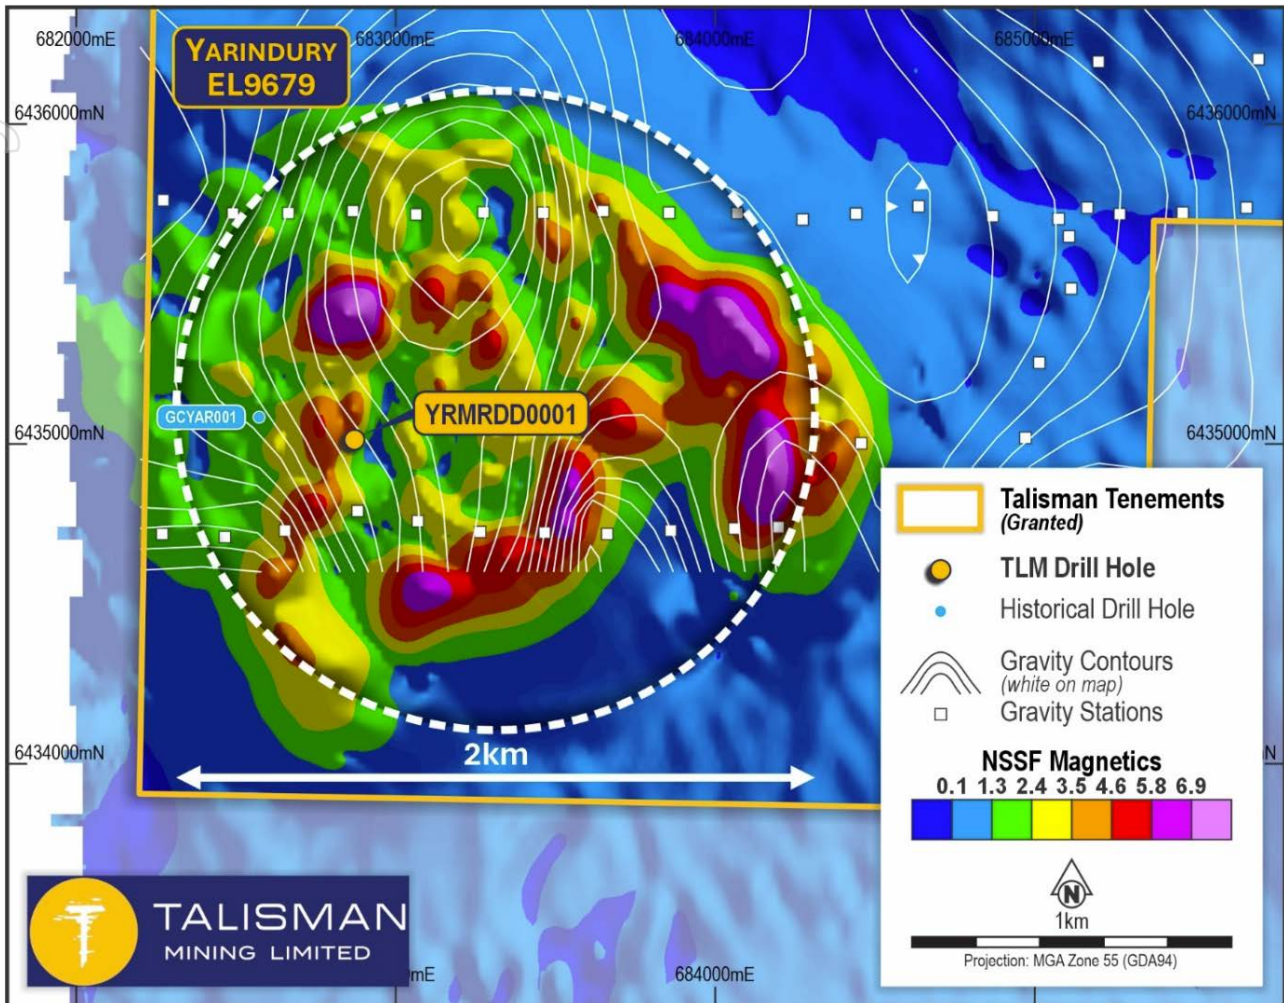 682000mE
683000mE
684000mE
685000mE
YARINDURY
EL9679
6436000mN
6436000mN
GCYAR001
YRMRDD0001
6435000mN
6435000mN
Talisman Tenements
(Granted)
TLM Drill Hole
Historical Drill Hole
Gravity Contours
(white on map)
Gravity Stations
6434000mN
2km
NSSF Magnetics
0.1 1.3 2.4 3.5 4.6 5.8 6.9
N
1km
Projection: MGA Zone 55 (GDA94)
TALISMAN
MINING LIMITED
mE
684000mE